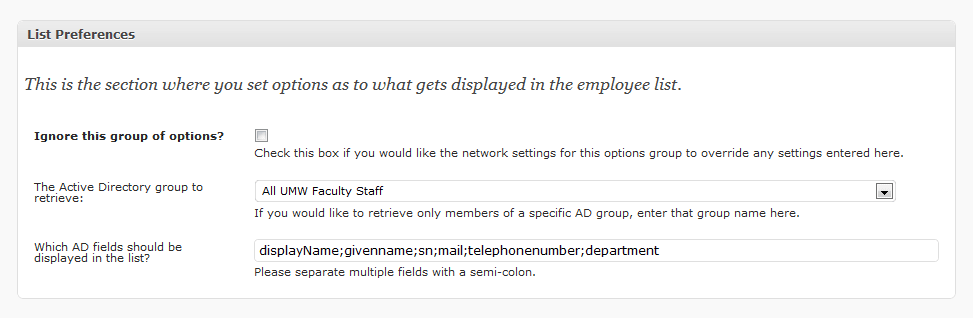 List Preferences
This is the section where you set options as to what gets displayed in the employee list.
Ignore this group of options?
Check this box if you would like the network settings for this options group to override any settings entered here.
The Active Directory group to
retrieve:
All UMW Faculty Staff
If you would like to retrieve only members of a specific AD group, enter that group name here.
Which AD fields should be
displayed in the list?
displayName;givenname;sn;mail;telephonenumber;department
Please separate multiple fields with a semi-colon.